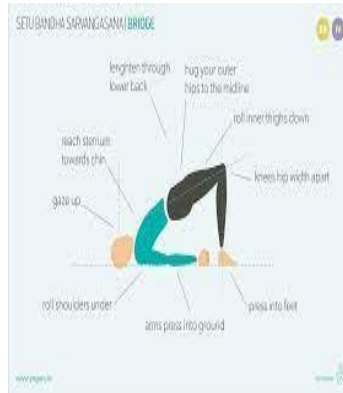 SETU BANDHA SARVANGASANA | BRIDGE
lenghten through
lower back
hug your outer
hips to the midline
roll inner thighs down
reach sternum
towards chin
knees hip width apart
gaze up
roll shoulders under
arms press into ground
press into feet